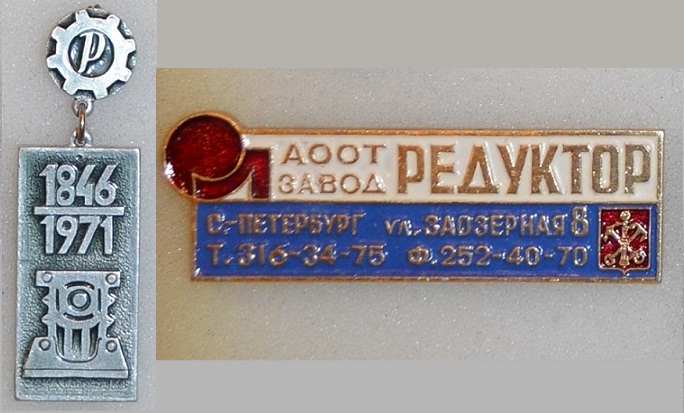 Р
1846
1971
АООТ
ЗАВОД
РЕДУКТОР
С.-ПЕТЕРБУРГ ул. ЗАОЗЕРНАЯ 8
Т. 316-34-75 Ф. 252-40-70